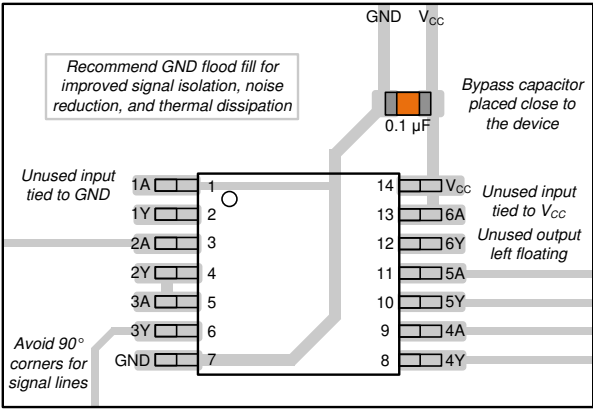 GND VCC
Recommend GND flood fill for
improved signal isolation, noise
reduction, and thermal dissipation
Bypass capacitor
placed close to
the device
0.1 µF
Unused input
tied to GND
1A 1 14 VCC
1Y 2 13 6A
2A 3 12 6Y
2Y 4 11 5A
3A 5 10 5Y
3Y 6 9 4A
GND 7 8 4Y
Unused input
tied to VCC
Unused output
left floating
Avoid 90°
corners for
signal lines